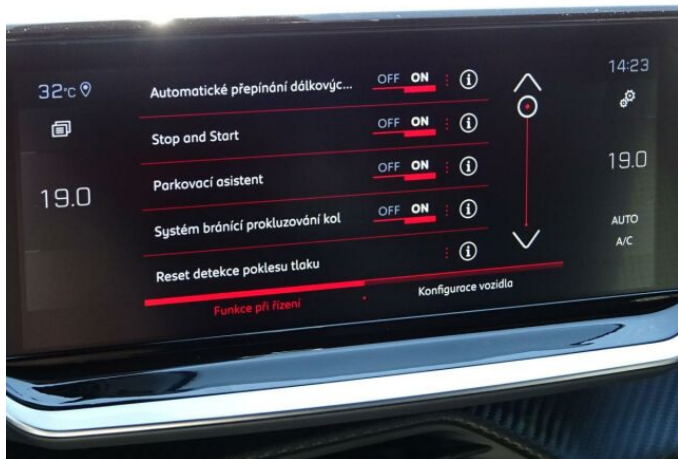 32°C
14:23
Automatické přepínání dálkovýc... OFF ON
Stop and Start OFF ON
Parkovací asistent OFF ON
Systém bránící prokluzování kol OFF ON
Reset detekce poklesu tlaku
19.0
19.0
AUTO
A/C
Funkce při řízení
Konfigurace vozidla